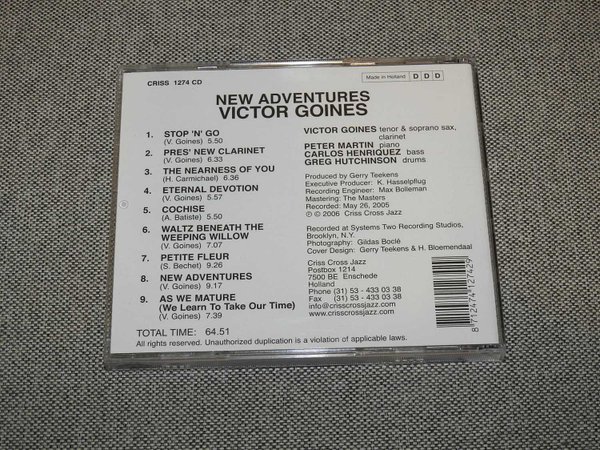 CRISS 1274 CD
Made in Holland D D D
NEW ADVENTURES
VICTOR GOINES
1. STOP 'N' GO
(V. Goines) 5.50
2. PRES' NEW CLARINET
(V. Goines) 6.33
3. THE NEARNESS OF YOU
(H. Carmichael) 6.36
4. ETERNAL DEVOTION
(V. Goines) 5.57
5. COCHISE
(A. Batiste) 5.50
6. WALTZ BENEATH THE
WEEPING WILLOW
(V. Goines) 7.07
7. PETITE FLEUR
(S. Bechet) 9.26
8. NEW ADVENTURES
(V. Goines) 9.17
9. AS WE MATURE
(We Learn To Take Our Time)
(V. Goines) 7.39
TOTAL TIME: 64.51
VICTOR GOINES tenor & soprano sax,
clarinet
PETER MARTIN piano
CARLOS HENRIQUEZ bass
GREG HUTCHINSON drums
Produced by Gerry Teekens
Executive Producer: K. Hasselpflug
Recording Engineer: Max Bolleman
Mastering: The Masters
Recorded: May 26, 2005
℗ © 2006 Criss Cross Jazz
Recorded at Systems Two Recording Studios,
Brooklyn, N.Y.
Photography: Gildas Boclé
Cover Design: Gerry Teekens & H. Bloemendaal
Criss Cross Jazz
Postbox 1214
7500 BE Enschede
Holland
Phone (31) 53 - 433 03 38
Fax (31) 53 - 433 03 38
info@crisscrossjazz.com
www.crisscrossjazz.com
8 712474 127429
All rights reserved. Unauthorized duplication is a violation of applicable laws.